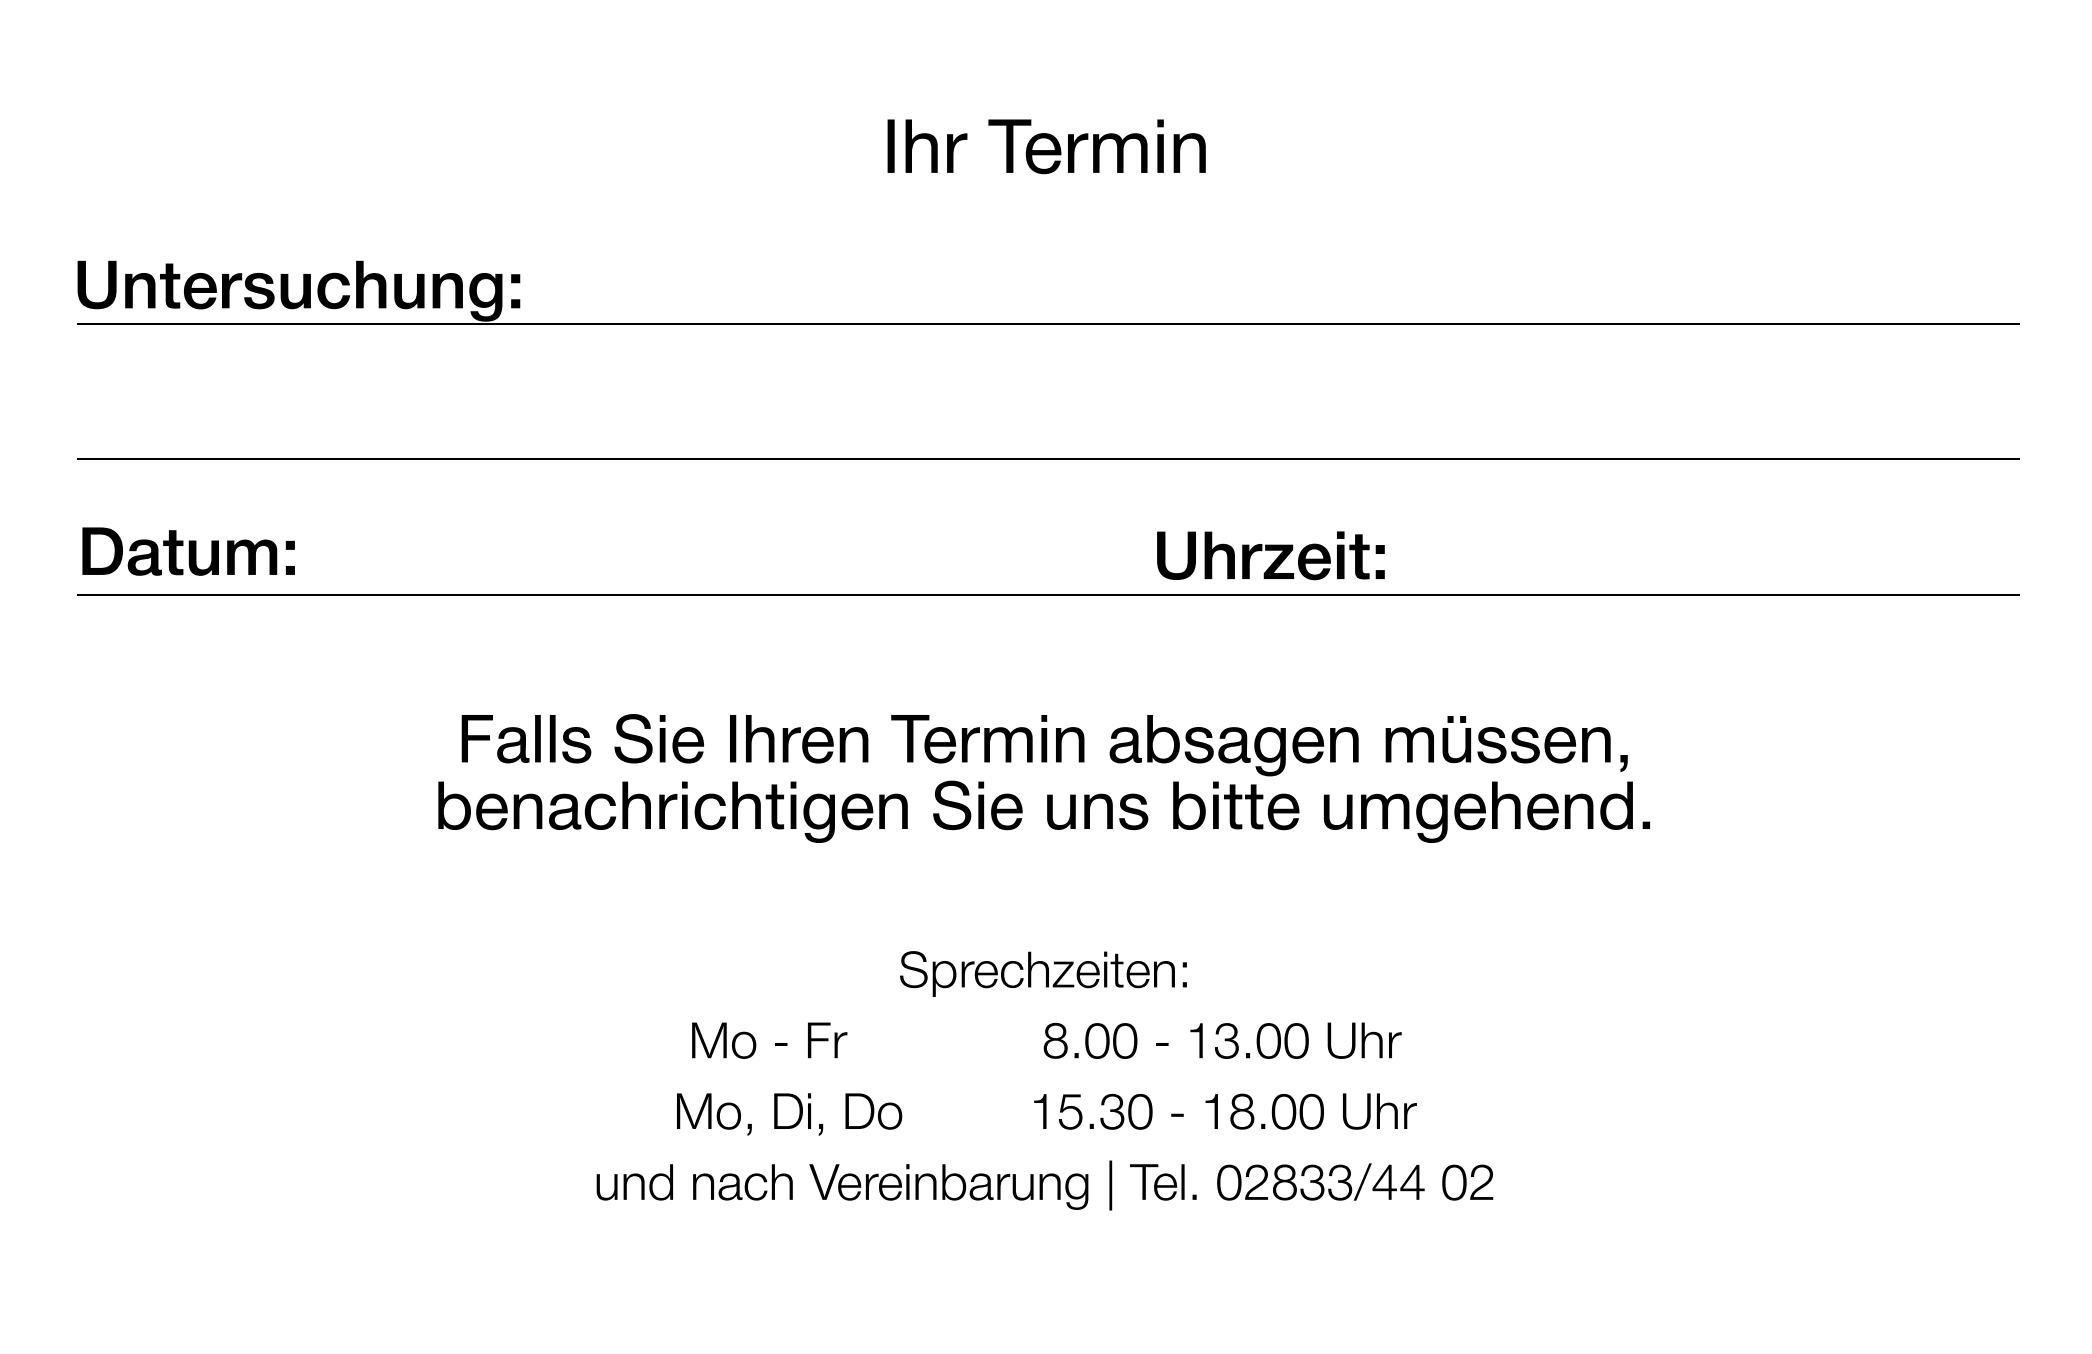 Ihr Termin
Untersuchung:
Datum: Uhrzeit:
Falls Sie Ihren Termin absagen müssen,
benachrichtigen Sie uns bitte umgehend.
Sprechzeiten:
Mo - Fr 8.00 - 13.00 Uhr
Mo, Di, Do 15.30 - 18.00 Uhr
und nach Vereinbarung | Tel. 02833/44 02